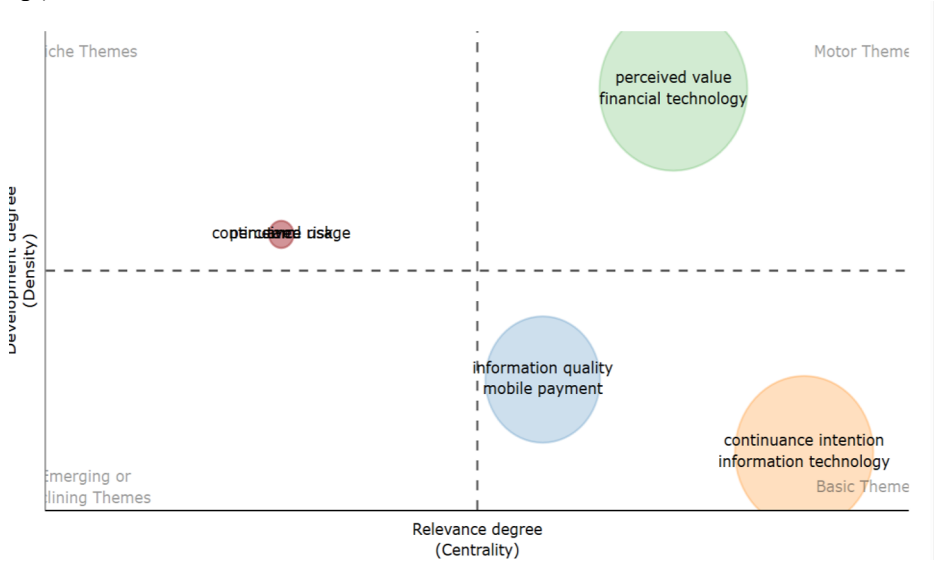 iche Themes
Motor Theme
perceived value
financial technology
information quality
mobile payment
continuance intention
information technology
Emerging or
lining Themes
Basic Theme
Development degree
(Density)
Relevance degree
(Centrality)